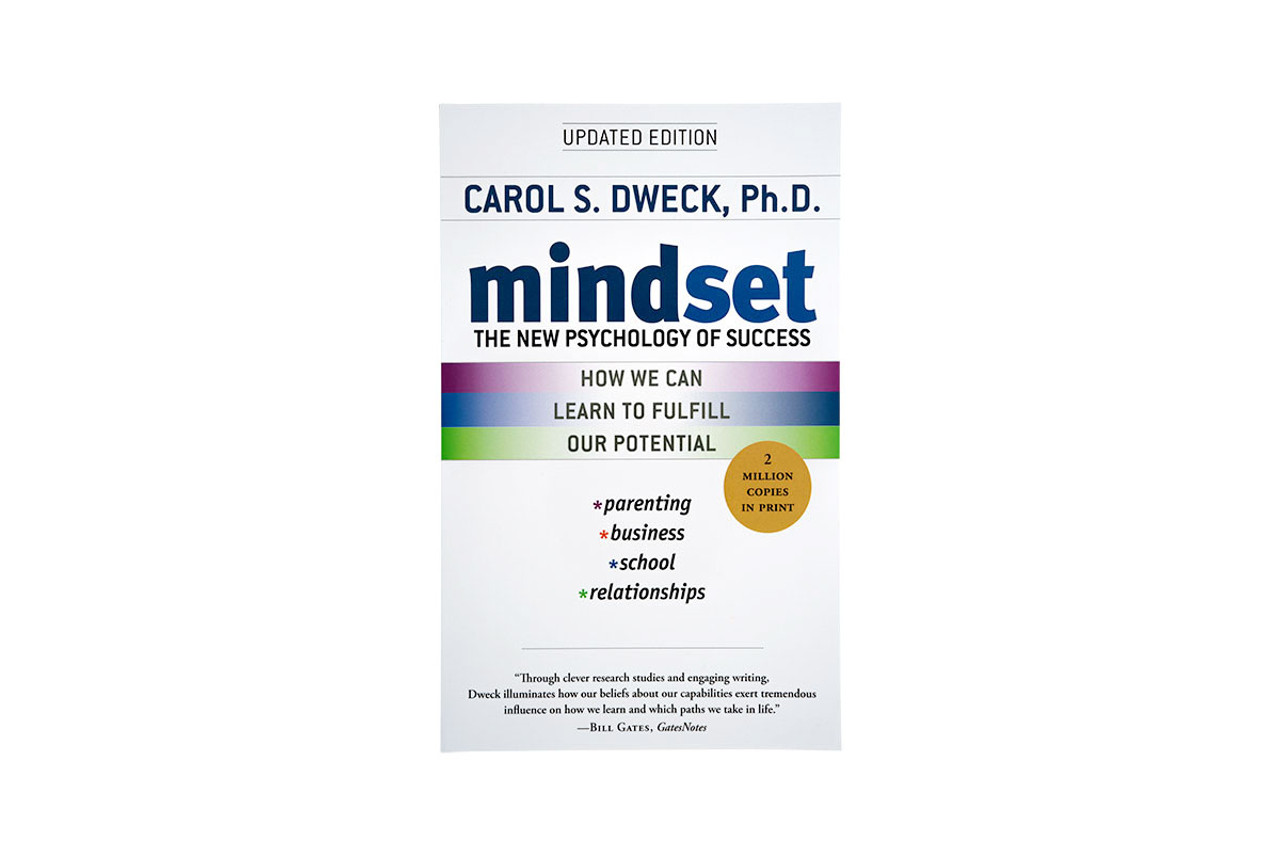 UPDATED EDITION
CAROL S. DWECK, Ph.D.
mindset
THE NEW PSYCHOLOGY OF SUCCESS
HOW WE CAN
LEARN TO FULFILL
OUR POTENTIAL
2
MILLION
COPIES
IN PRINT
*parenting
*business
*school
*relationships
“Through clever research studies and engaging writing,
Dweck illuminates how our beliefs about our capabilities exert tremendous
influence on how we learn and which paths we take in life.”
—BILL GATES, GatesNotes